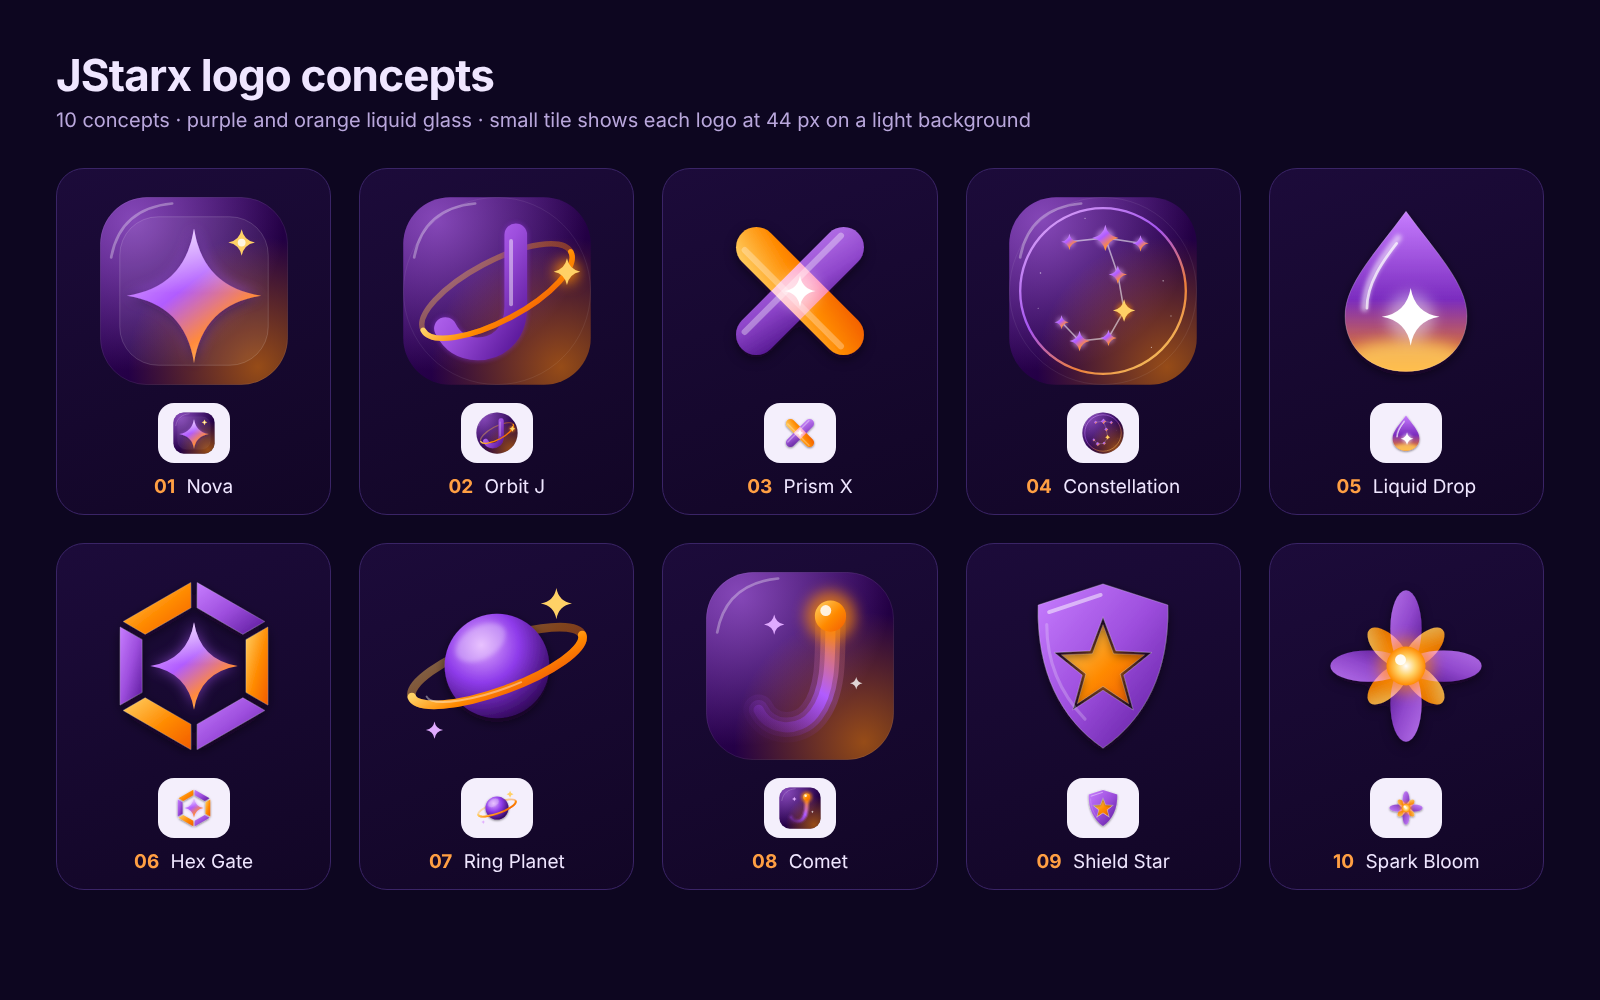 JStarx logo concepts
10 concepts · purple and orange liquid glass · small tile shows each logo at 44 px on a light background
01 Nova
02 Orbit J
03 Prism X
04 Constellation
05 Liquid Drop
06 Hex Gate
07 Ring Planet
08 Comet
09 Shield Star
10 Spark Bloom